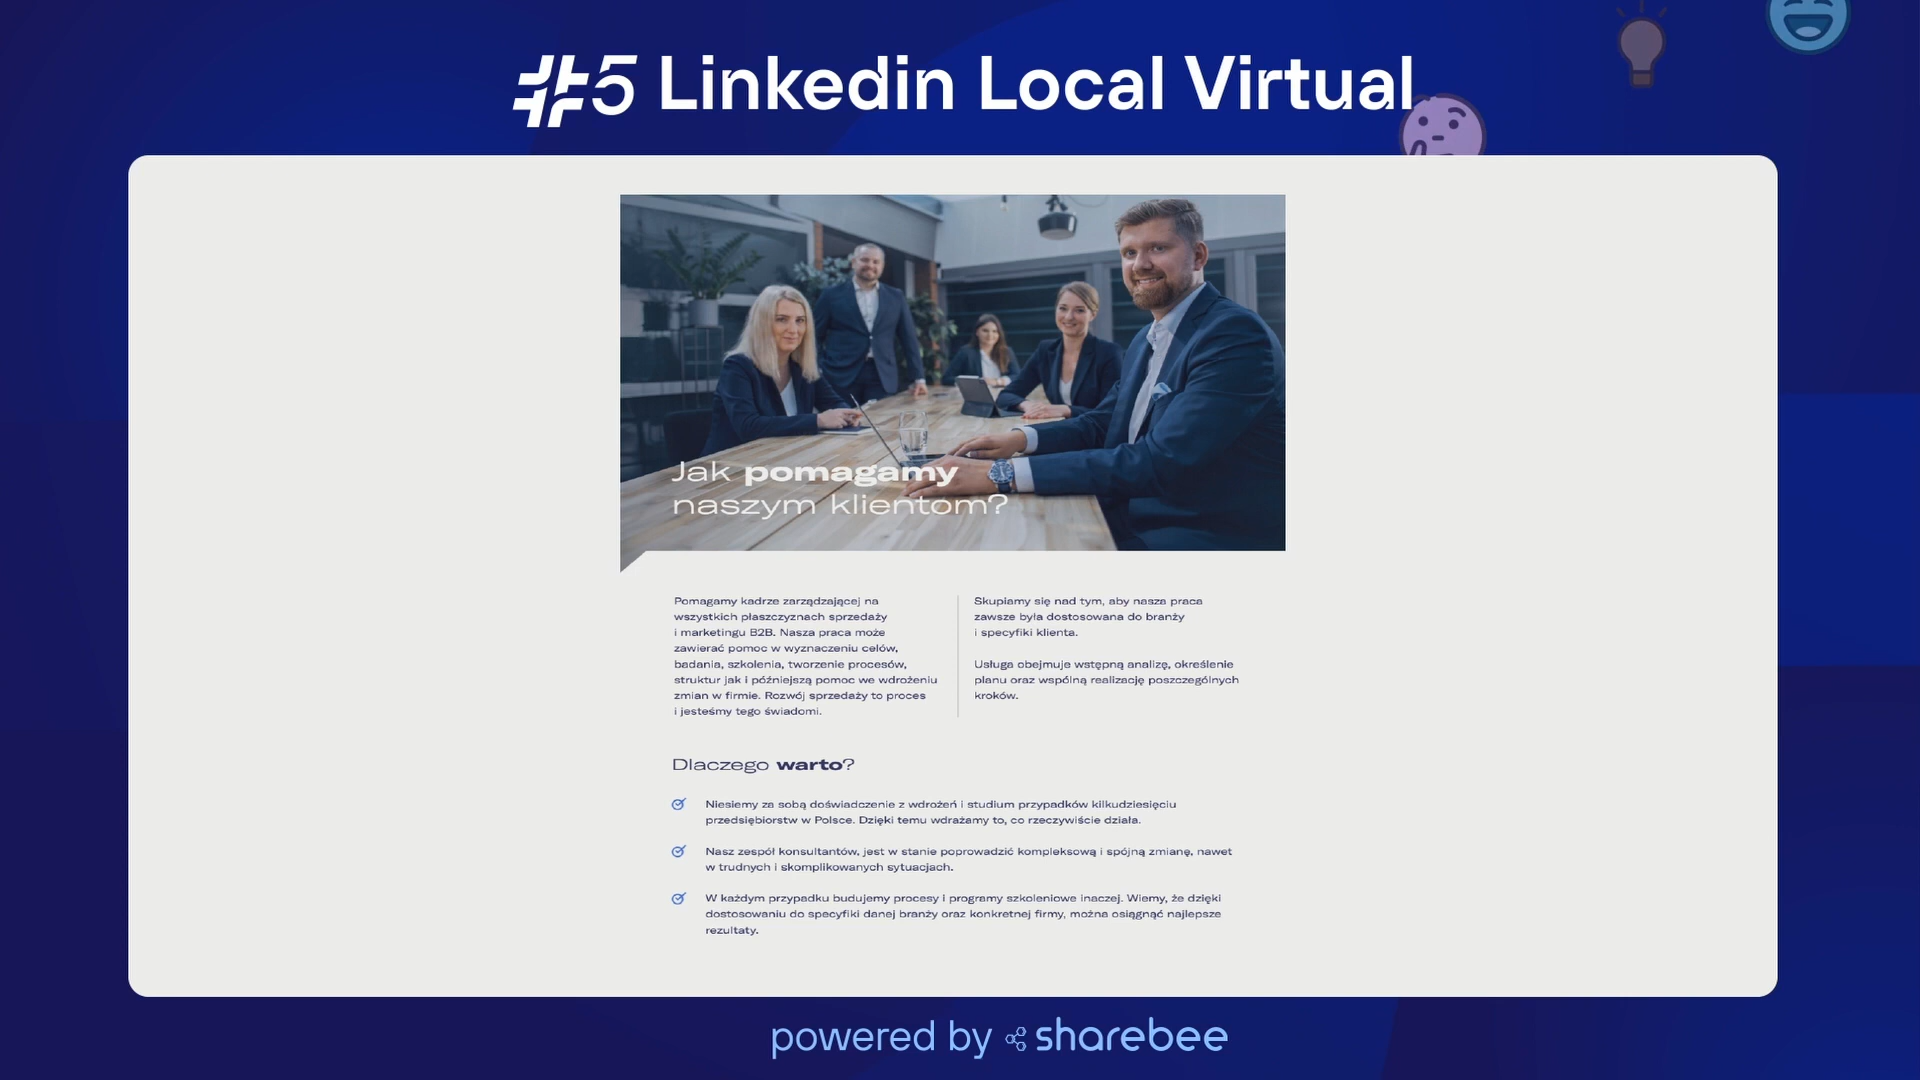 #5 Linkedin Local Virtual
Jak pomagamy
naszym klientom?
Pomagamy kadrze zarządzającej na
wszystkich płaszczyznach sprzedaży
i marketingu B2B. Nasza praca może
zawierać pomoc w wyznaczeniu celów,
badania, szkolenia, tworzenie procesów,
struktur jak i późniejszą pomoc we wdrożeniu
zmian w firmie. Rozwój sprzedaży to proces
i jesteśmy tego świadomi.
Skupiamy się nad tym, aby nasza praca
zawsze była dostosowana do branży
i specyfiki klienta.
Usługa obejmuje wstępną analizę, określenie
planu oraz wspólną realizację poszczególnych
kroków.
Dlaczego warto?
Niesiemy za sobą doświadczenie z wdrożeń i studium przypadków kilkudziesięciu
przedsiębiorstw w Polsce. Dzięki temu wdrażamy to, co rzeczywiście działa.
Nasz zespół konsultantów, jest w stanie poprowadzić kompleksową i spójną zmianę, nawet
w trudnych i skomplikowanych sytuacjach.
W każdym przypadku budujemy procesy i programy szkoleniowe inaczej. Wiemy, że dzięki
dostosowaniu do specyfiki danej branży oraz konkretnej firmy, można osiągnąć najlepsze
rezultaty.
powered by sharebee